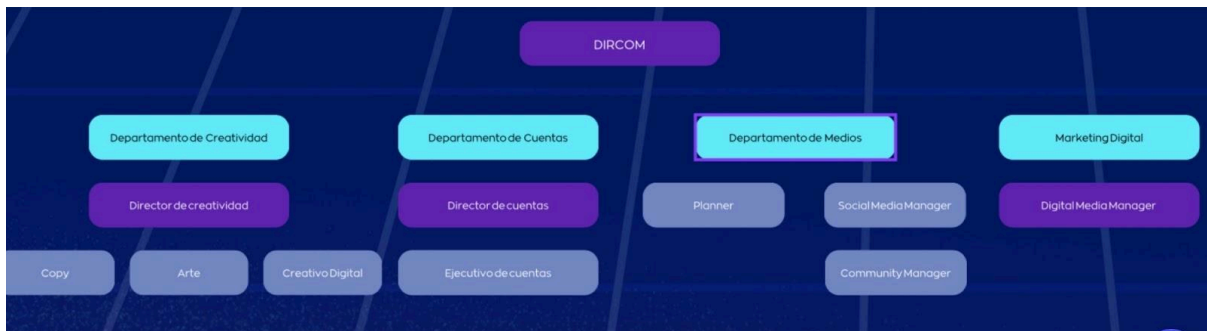 DIRCOM
Departamento de Creatividad
Departamento de Cuentas
Departamento de Medios
Marketing Digital
Director de creatividad
Director de cuentas
Planner
Social Media Manager
Digital Media Manager
Copy
Arte
Creativo Digital
Ejecutivo de cuentas
Community Manager